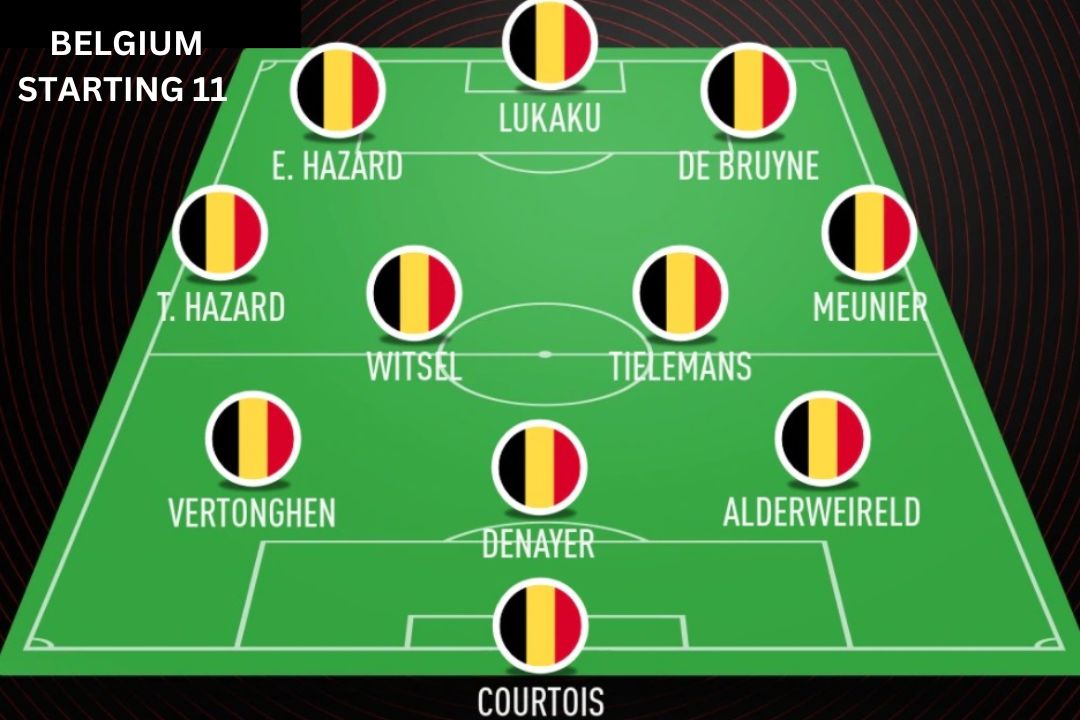 BELGIUM
STARTING 11
LUKAKU
E. HAZARD
DE BRUYNE
T. HAZARD
MEUNIER
WITSEL
TIELEMANS
VERTONGHEN
ALDERWEIRELD
DENAYER
COURTOIS